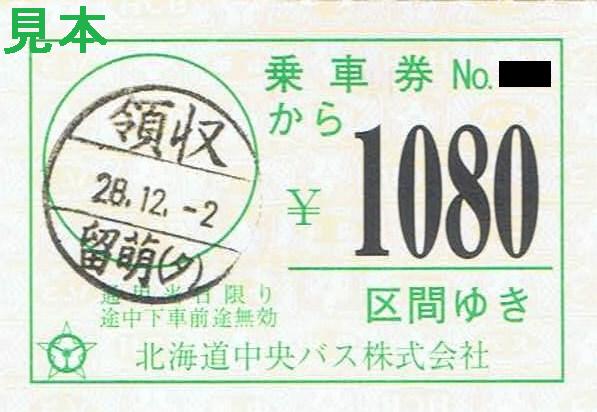 見本
乗車券 No.
から
¥ 1080
区間ゆき
領収
28.12.-2
留萌(夕)
通用当日限り
途中下車前途無効
北海道中央バス株式会社